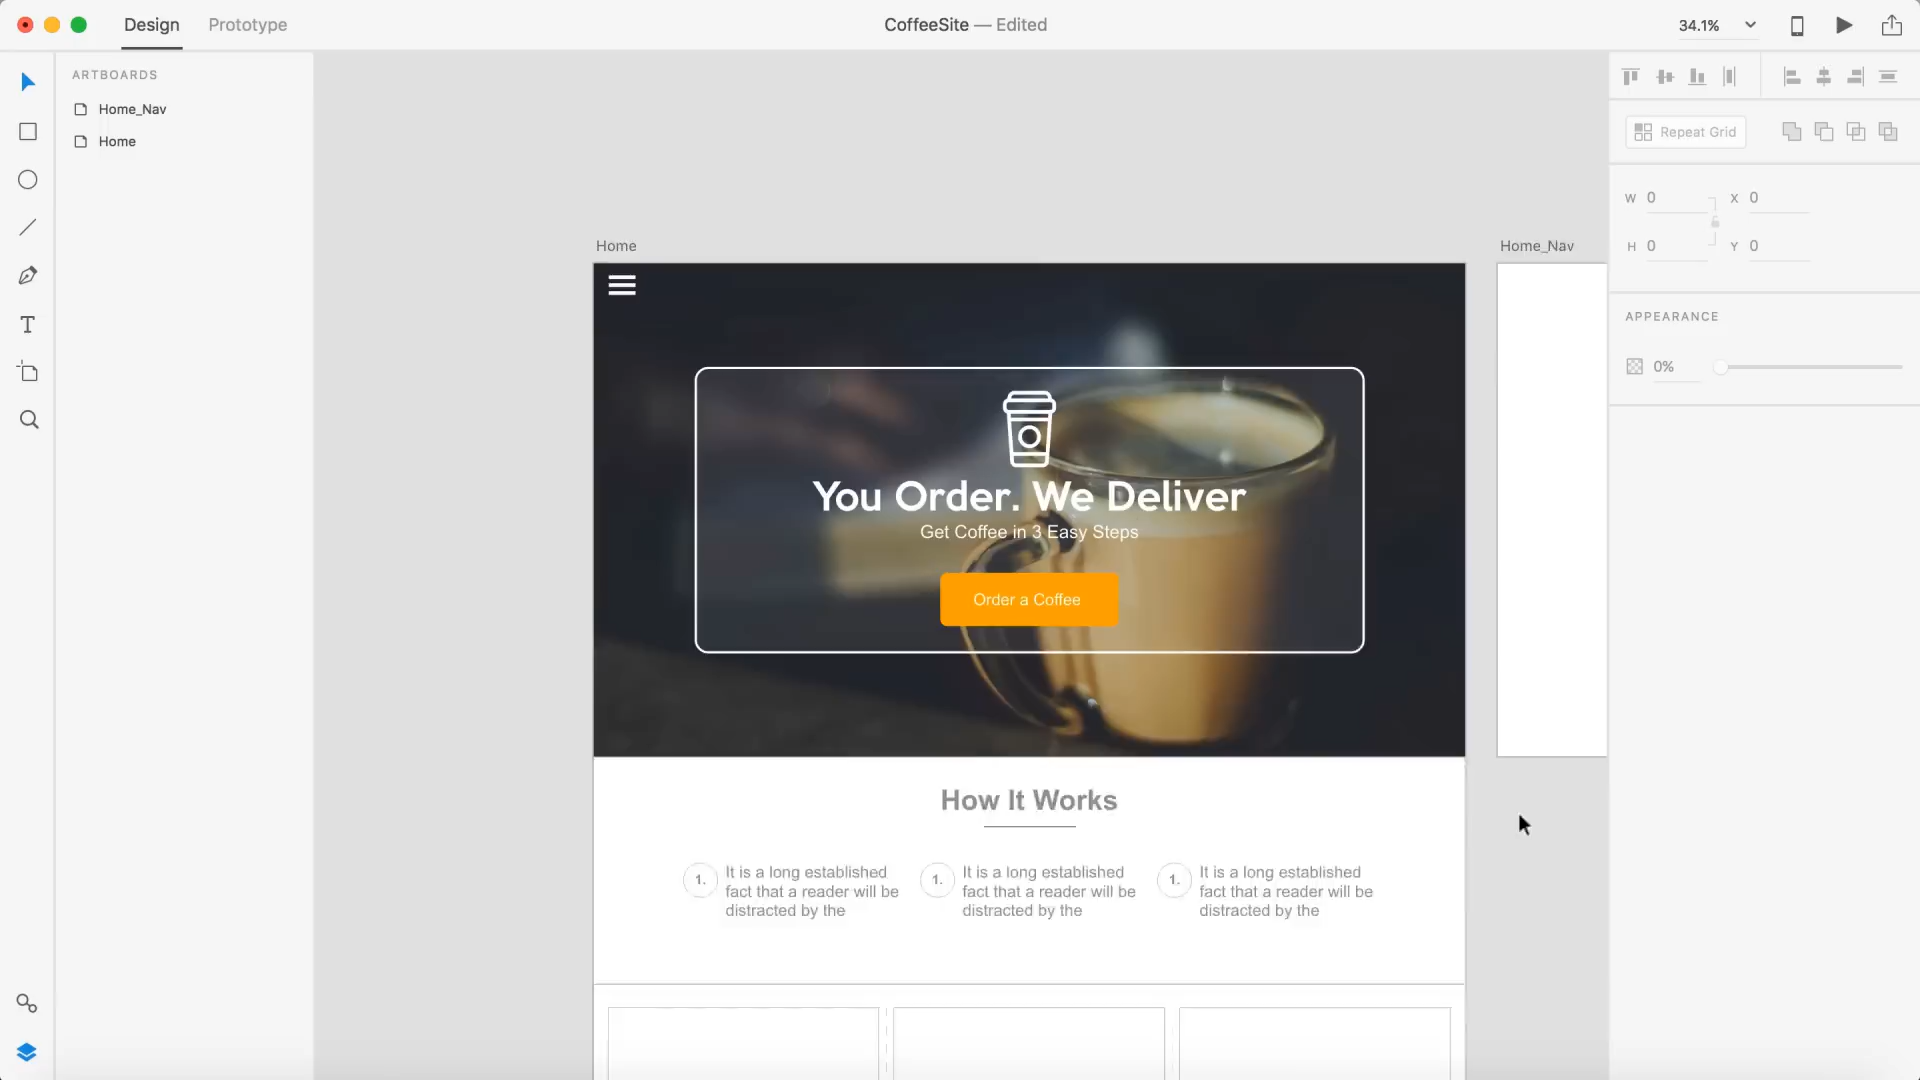 Design
Prototype
CoffeeSite — Edited
34.1%
ARTBOARDS
Home_Nav
Home
Repeat Grid
W 0
X 0
H 0
Y 0
APPEARANCE
0%
Home
Home_Nav
You Order. We Deliver
Get Coffee in 3 Easy Steps
Order a Coffee
How It Works
1.
It is a long established
fact that a reader will be
distracted by the
1.
It is a long established
fact that a reader will be
distracted by the
1.
It is a long established
fact that a reader will be
distracted by the